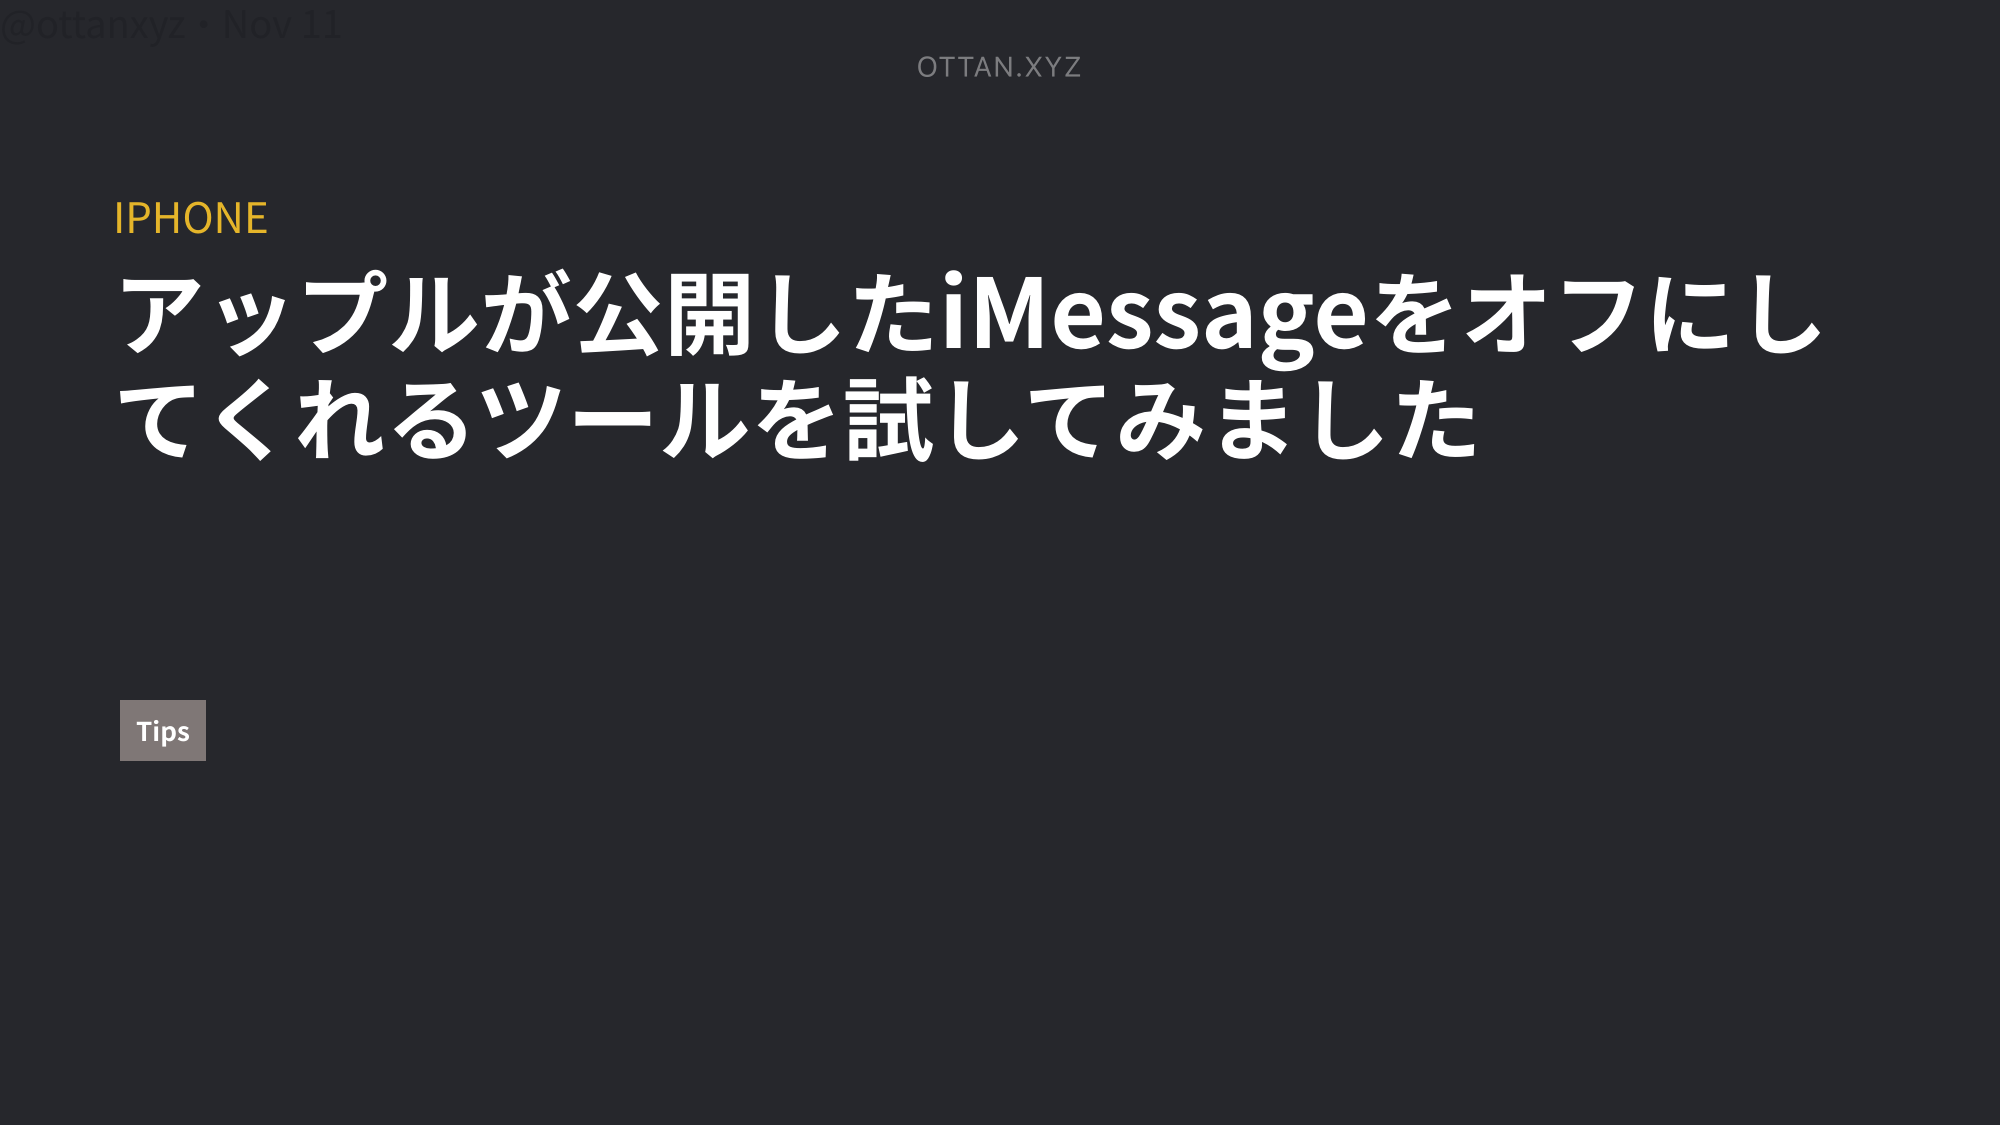 @ottanxyz・Nov 11
OTTAN.XYZ
IPHONE
アップルが公開したiMessageをオフにし
てくれるツールを試してみました
Tips